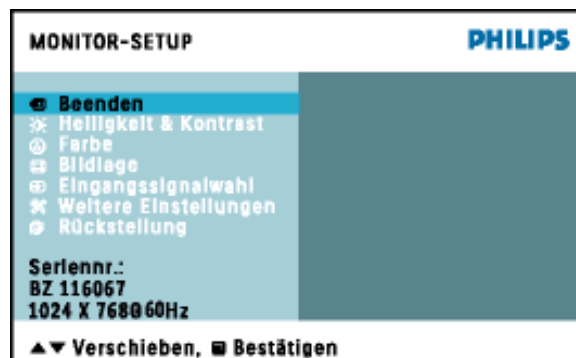 MONITOR-SETUP
PHILIPS
Beenden
Helligkeit & Kontrast
Farbe
Bildlage
Eingangssignalwahl
Weitere Einstellungen
Rückstellung
Seriennr.:
BZ 116067
1024 X 768@60Hz
▲▼ Verschieben, Bestätigen